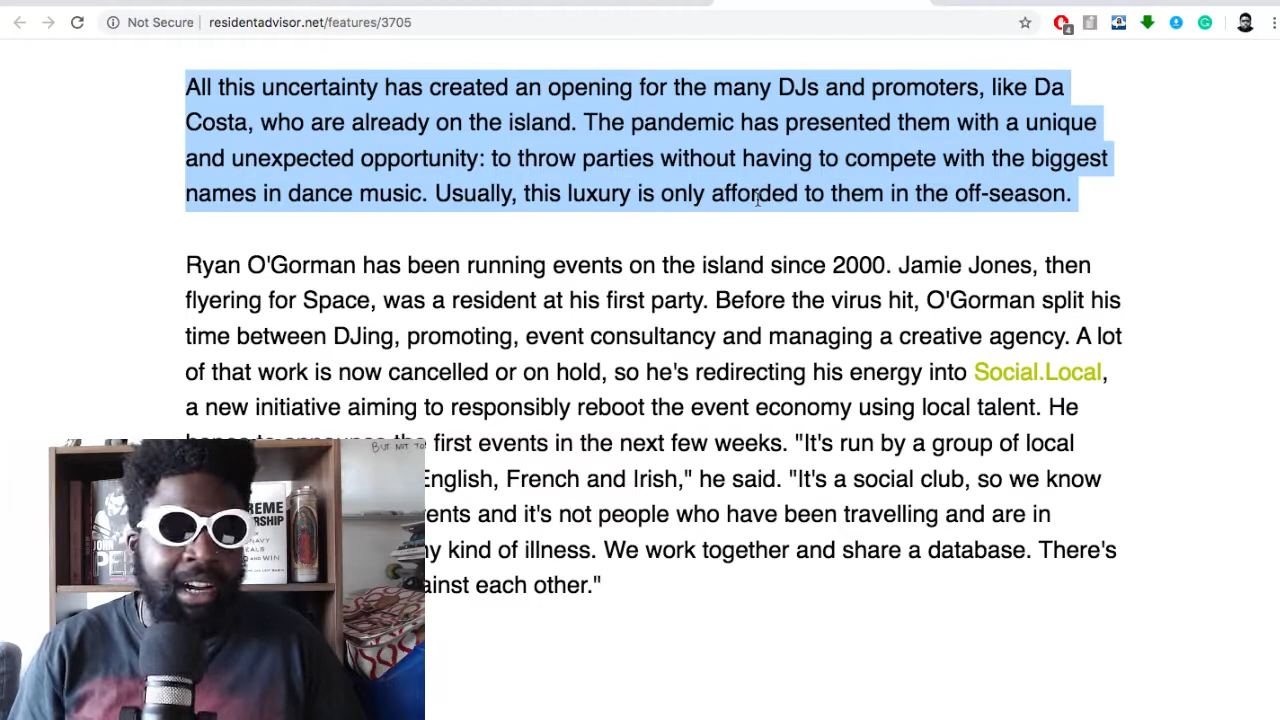 Not Secure residentadvisor.net/features/3705
4
All this uncertainty has created an opening for the many DJs and promoters, like Da
Costa, who are already on the island. The pandemic has presented them with a unique
and unexpected opportunity: to throw parties without having to compete with the biggest
names in dance music. Usually, this luxury is only afforded to them in the off-season.
Ryan O'Gorman has been running events on the island since 2000. Jamie Jones, then
flyering for Space, was a resident at his first party. Before the virus hit, O'Gorman split his
time between DJing, promoting, event consultancy and managing a creative agency. A lot
of that work is now cancelled or on hold, so he's redirecting his energy into Social.Local,
a new initiative aiming to responsibly reboot the event economy using local talent. He
first events in the next few weeks. "It's run by a group of local
English, French and Irish," he said. "It's a social club, so we know
and it's not people who have been travelling and are in
kind of illness. We work together and share a database. There's
each other."
BUT NOT
JOHN
AND WIN